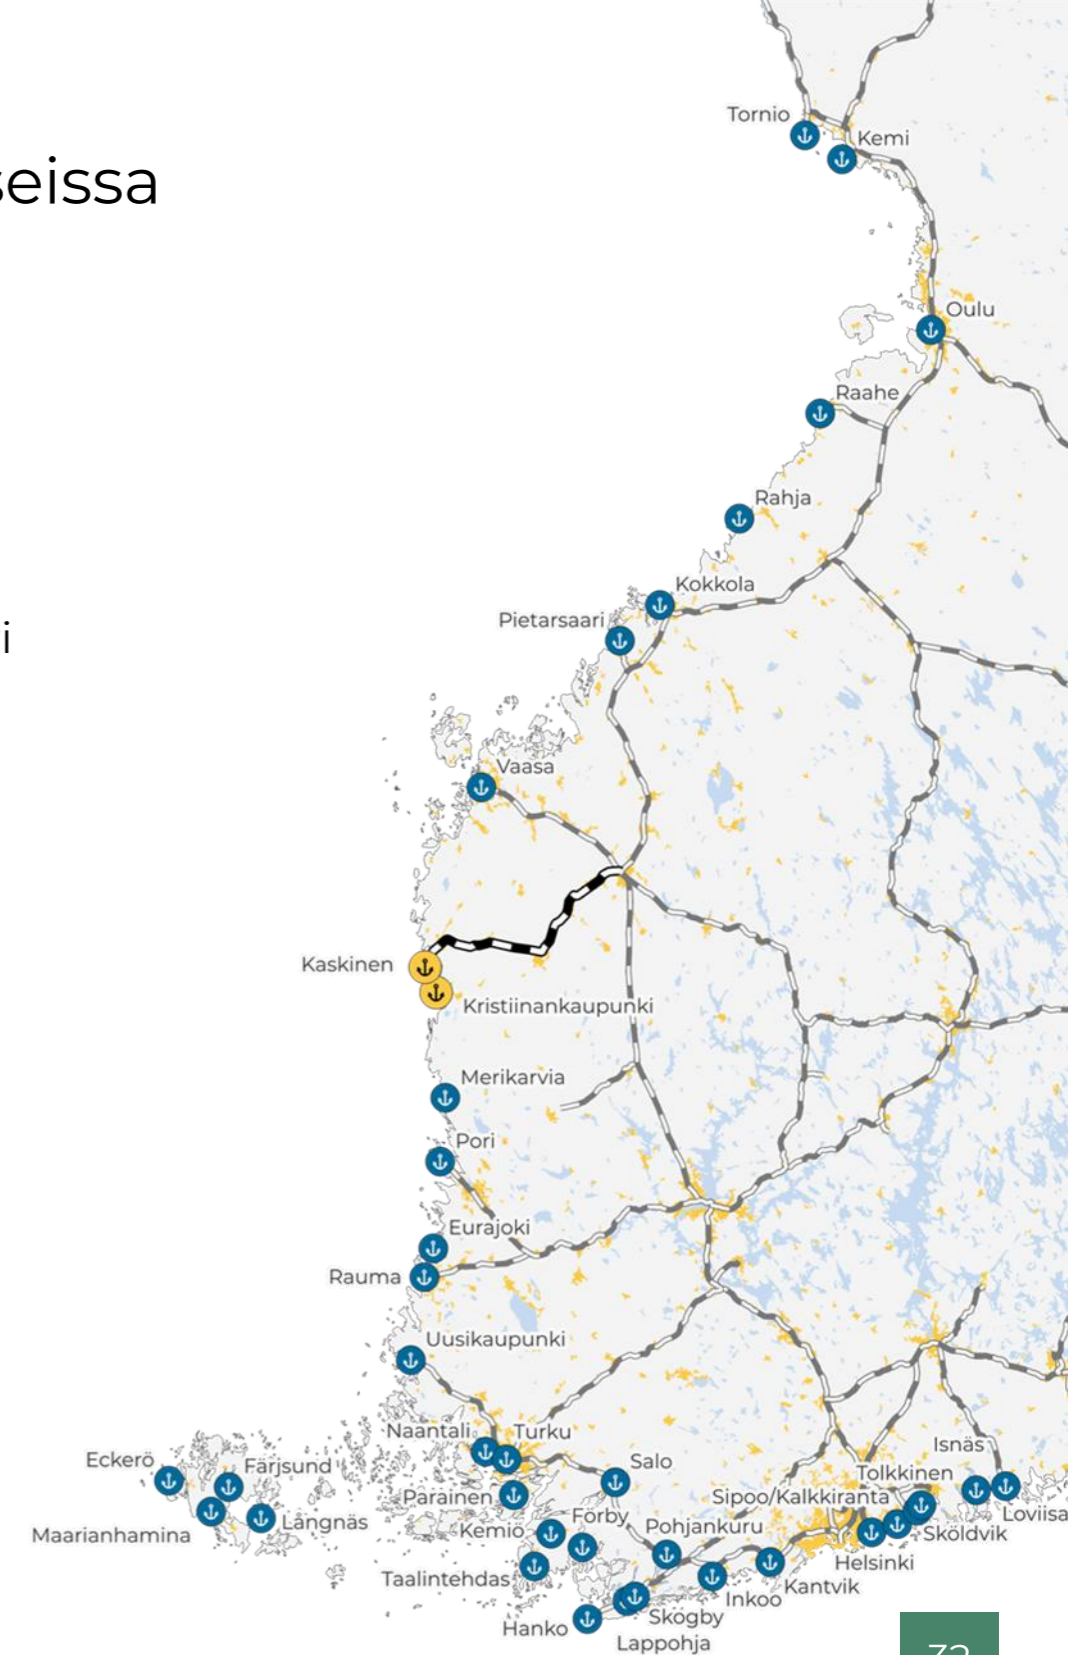 Tornio
Kemi
seissa
Oulu
Raahe
Rahja
Kokkola
Pietarsaari
i
Vaasa
Kaskinen
Kristiinankaupunki
Merikarvia
Pori
Eurajoki
Rauma
Uusikaupunki
Naantali
Turku
Isnäs
Eckerö
Färjsund
Salo
Tolkkinen
Parainen
Sipoo/Kalkkiranta
Loviisa
Långnäs
Förby
Maarianhamina
Kemiö
Pohjankuru
Sköldvik
Helsinki
Taalintehdas
Kantvik
Inkoo
Hanko
Skogby
Lappohja
32